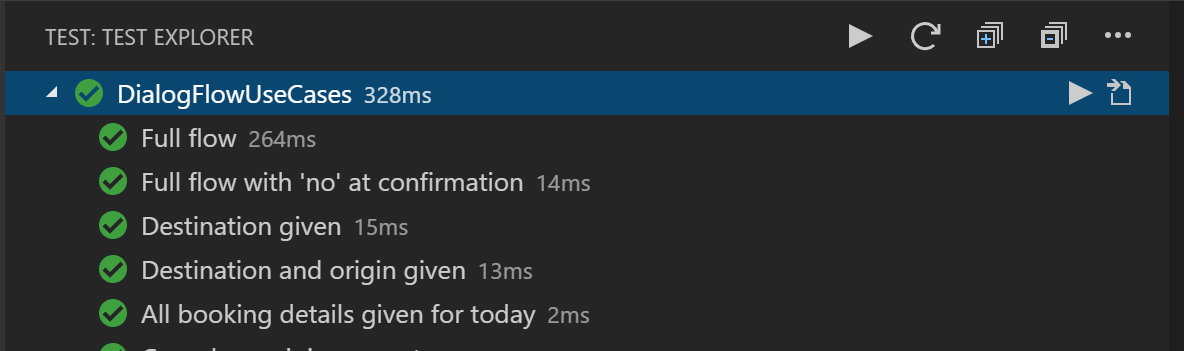 TEST: TEST EXPLORER
DialogFlowUseCases 328ms
Full flow 264ms
Full flow with 'no' at confirmation 14ms
Destination given 15ms
Destination and origin given 13ms
All booking details given for today 2ms